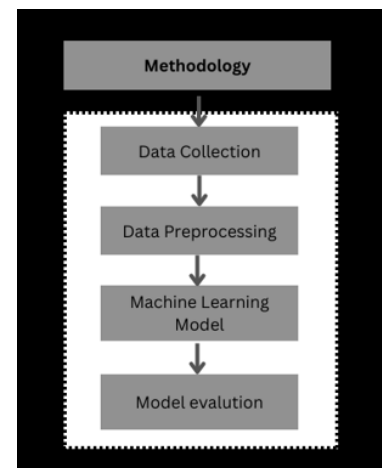 Methodology
Data Collection
Data Preprocessing
Machine Learning
Model
Model evalution